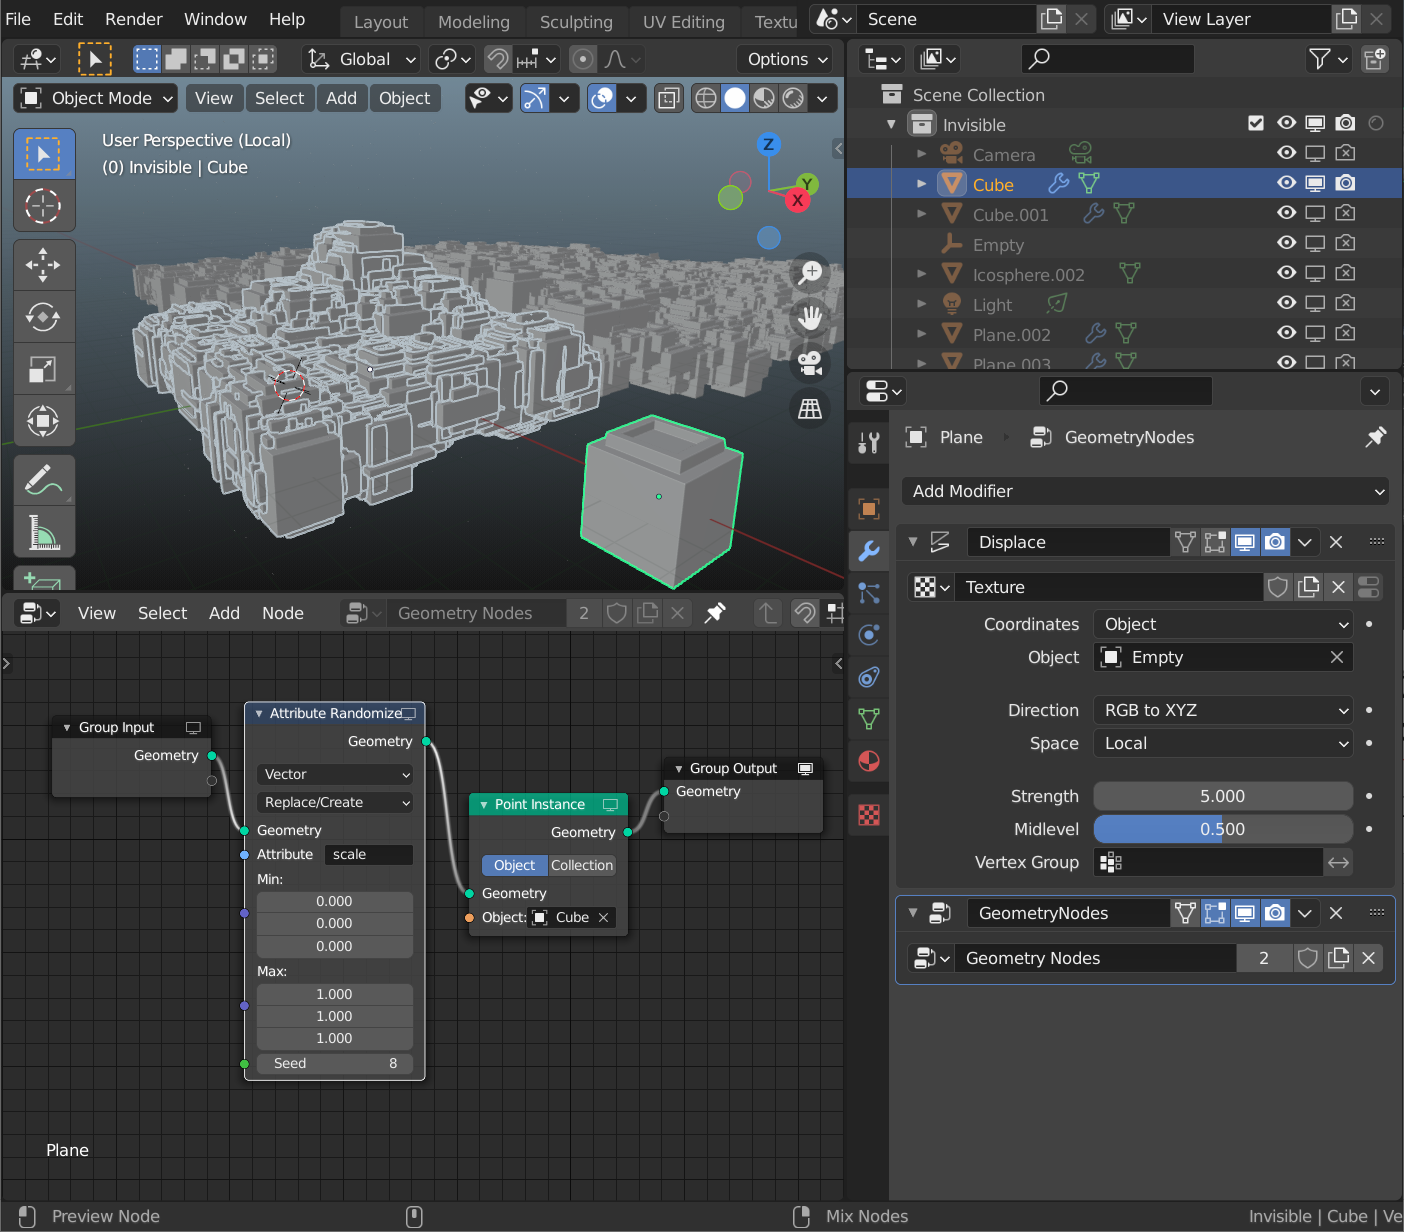 File Edit Render Window Help Layout Modeling Sculpting UV Editing Textu Scene View Layer
Global Options
Object Mode View Select Add Object
User Perspective (Local)
(0) Invisible | Cube
Z
Y
X
Scene Collection
Invisible
Camera
Cube
Cube.001
Empty
Icosphere.002
Light
Plane.002
Plane.003
Plane GeometryNodes
Add Modifier
Displace
Texture
Coordinates Object
Object Empty
Direction RGB to XYZ
Space Local
Strength 5.000
Midlevel 0.500
Vertex Group
GeometryNodes
Geometry Nodes 2
View Select Add Node Geometry Nodes 2
Group Input
Geometry
Attribute Randomize
Geometry
Vector
Replace/Create
Geometry
Attribute scale
Min:
0.000
0.000
0.000
Max:
1.000
1.000
1.000
Seed 8
Point Instance
Geometry
Object Collection
Geometry
Object: Cube
Group Output
Geometry
Plane
Preview Node Mix Nodes Invisible | Cube | Ve